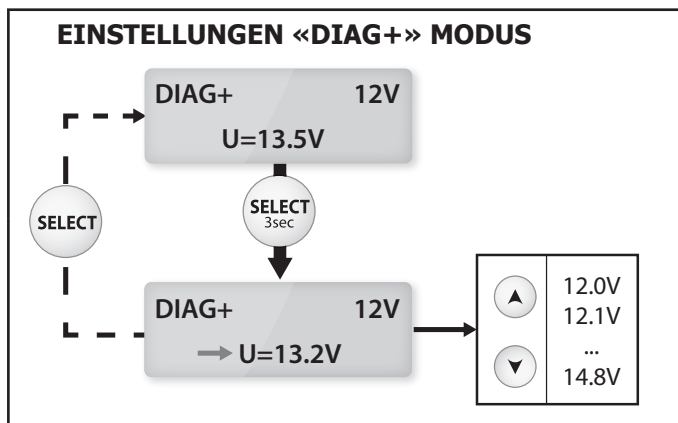 EINSTELLUNGEN «DIAG+» MODUS
DIAG+ 12V
U=13.5V
SELECT
SELECT
3sec
DIAG+ 12V
U=13.2V
12.0V
12.1V
...
14.8V